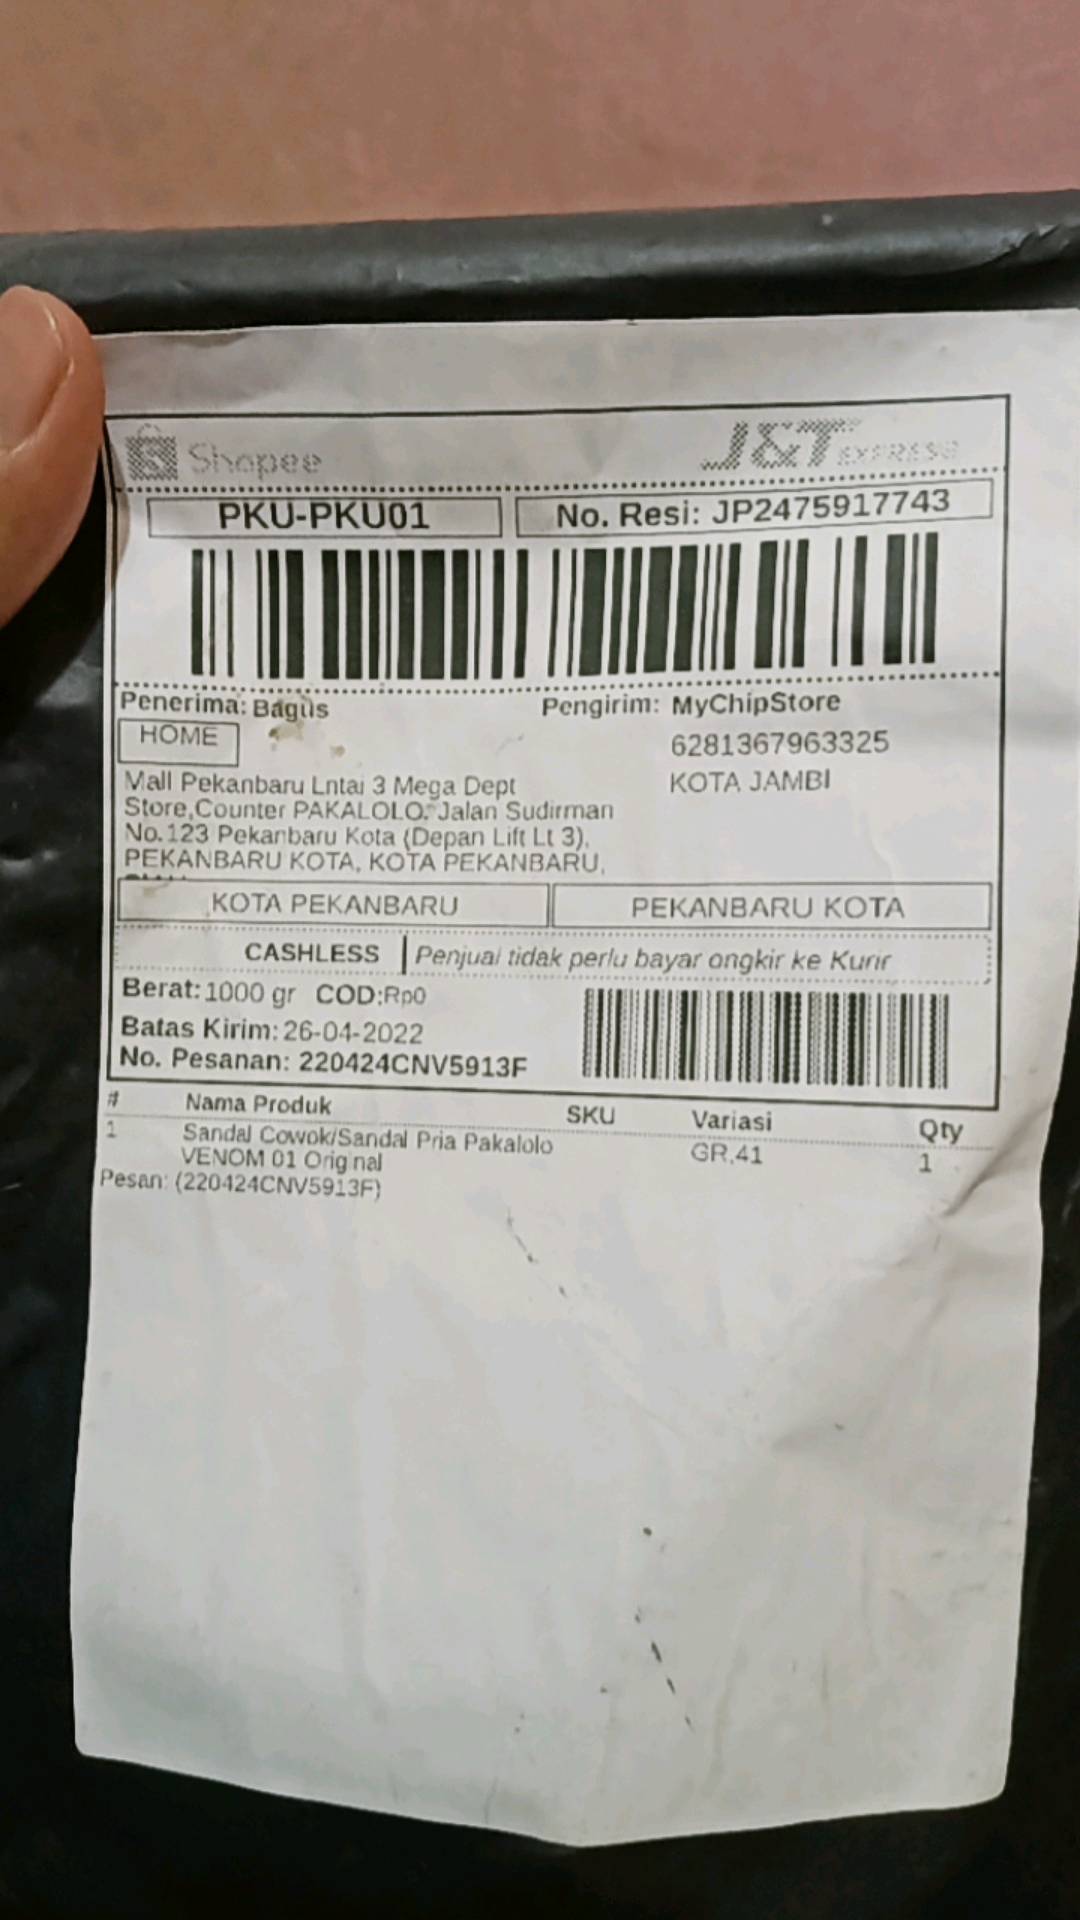 Shopee J&T EXPRESS
PKU-PKU01 No. Resi: JP2475917743
Penerima: Bagus Pengirim: MyChipStore
HOME 6281367963325
KOTA JAMBI
Mall Pekanbaru Lntai 3 Mega Dept
Store,Counter PAKALOLO. Jalan Sudirman
No.123 Pekanbaru Kota (Depan Lift Lt 3),
PEKANBARU KOTA, KOTA PEKANBARU,
KOTA PEKANBARU PEKANBARU KOTA
CASHLESS Penjual tidak perlu bayar ongkir ke Kurir
Berat: 1000 gr COD:Rp0
Batas Kirim: 26-04-2022
No. Pesanan: 220424CNV5913F
# Nama Produk SKU Variasi Qty
1 Sandal Cowok/Sandal Pria Pakalolo GR,41 1
VENOM 01 Original
Pesan: (220424CNV5913F)